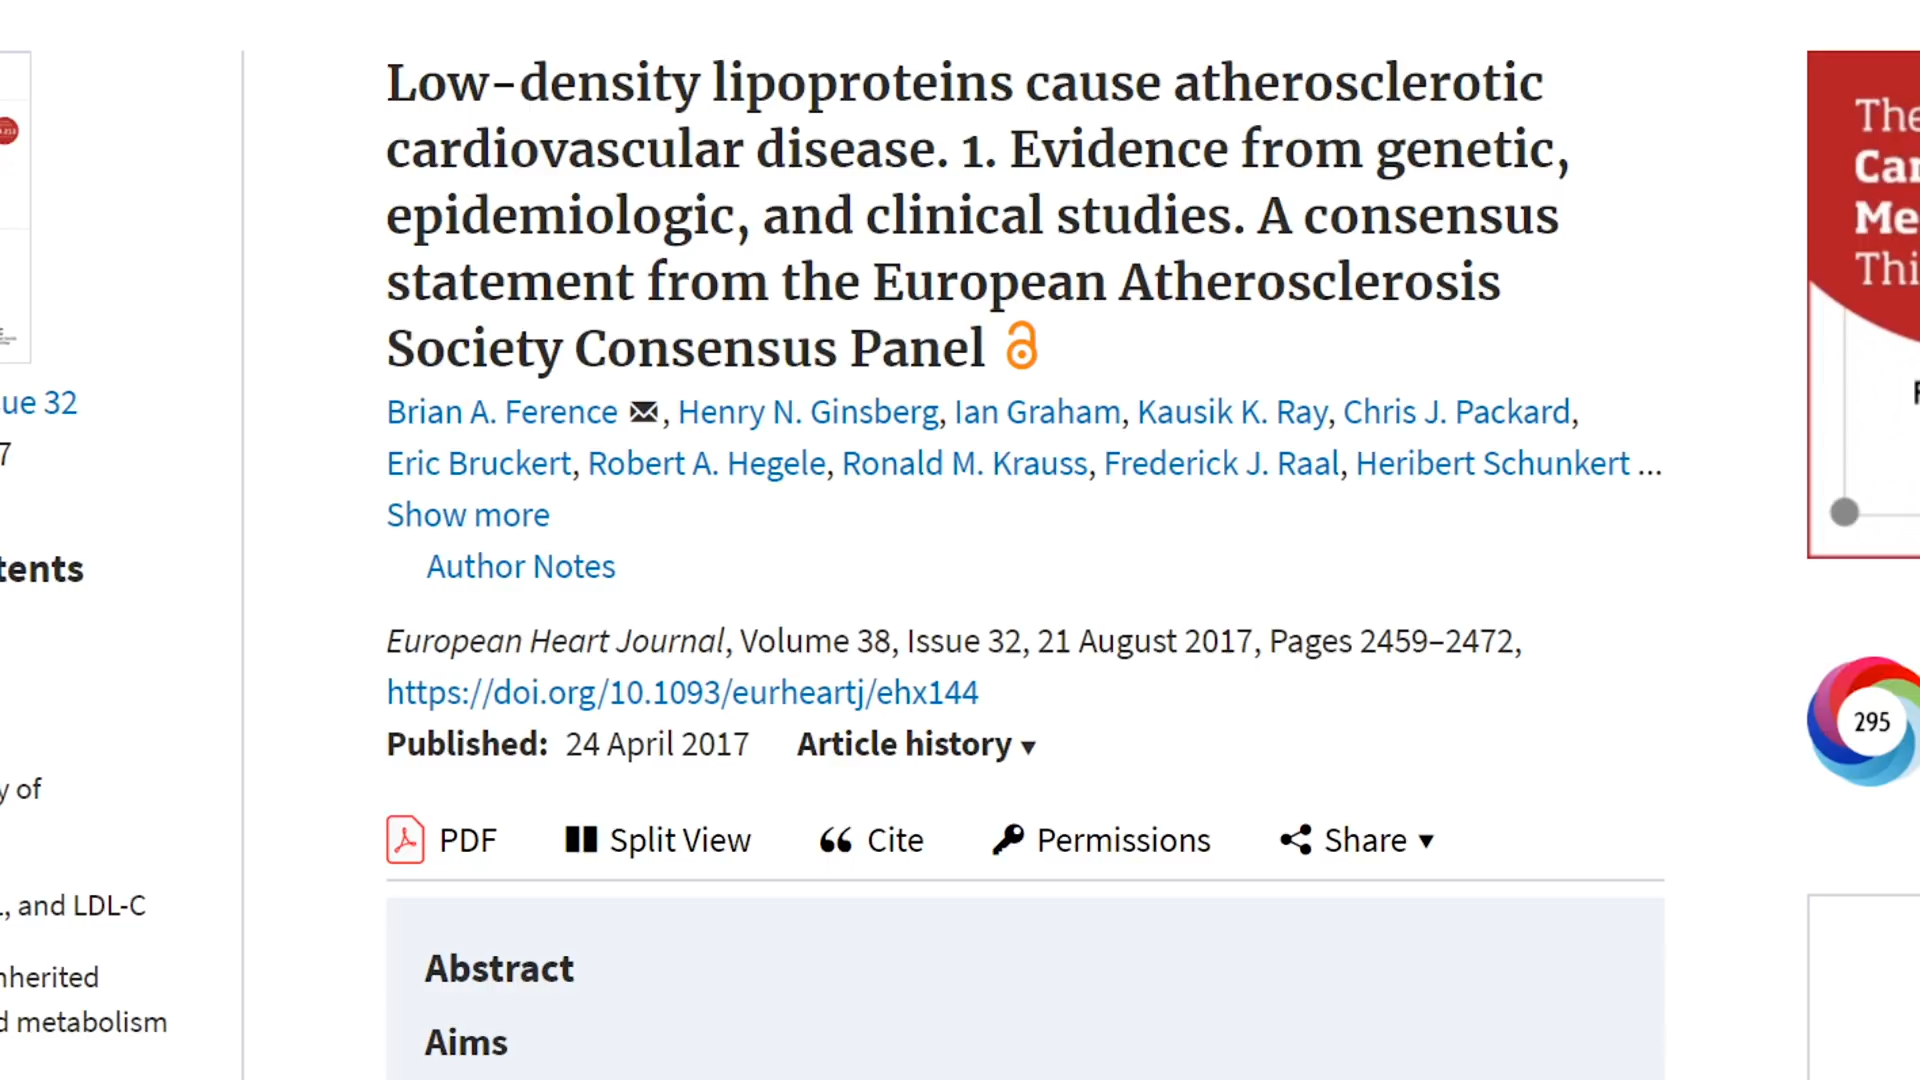 Low-density lipoproteins cause atherosclerotic
cardiovascular disease. 1. Evidence from genetic,
epidemiologic, and clinical studies. A consensus
statement from the European Atherosclerosis
Society Consensus Panel
Brian A. Ference , Henry N. Ginsberg, Ian Graham, Kausik K. Ray, Chris J. Packard,
Eric Bruckert, Robert A. Hegele, Ronald M. Krauss, Frederick J. Raal, Heribert Schunkert ...
Show more
Author Notes
European Heart Journal, Volume 38, Issue 32, 21 August 2017, Pages 2459–2472,
https://doi.org/10.1093/eurheartj/ehx144
Published: 24 April 2017 Article history
PDF Split View Cite Permissions Share
Abstract
Aims
ue 32
7
tents
y of
, and LDL-C
nherited
d metabolism
The
Car
Me
Thi
295